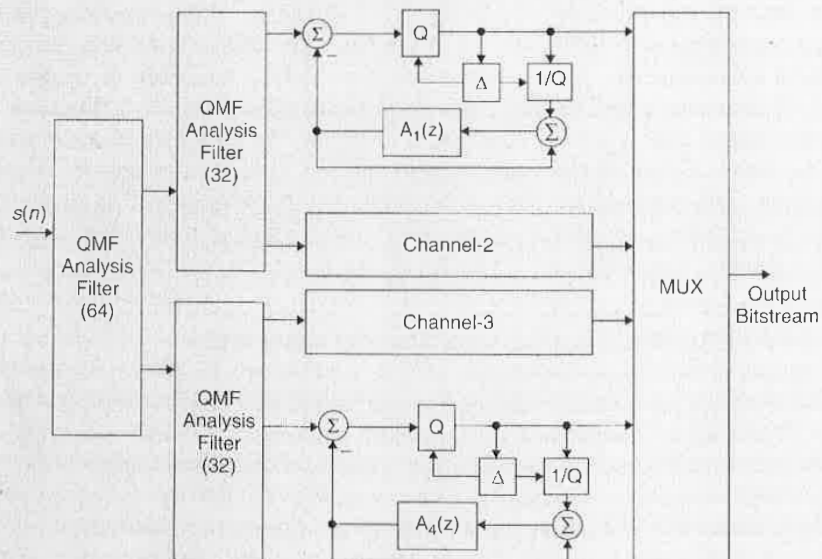 s(n)
QMF
Analysis
Filter
(64)
QMF
Analysis
Filter
(32)
QMF
Analysis
Filter
(32)
Σ
−
Q
Δ
1/Q
A₁(z)
Σ
Channel-2
Channel-3
Σ
−
Q
Δ
1/Q
A₄(z)
Σ
MUX
Output
Bitstream